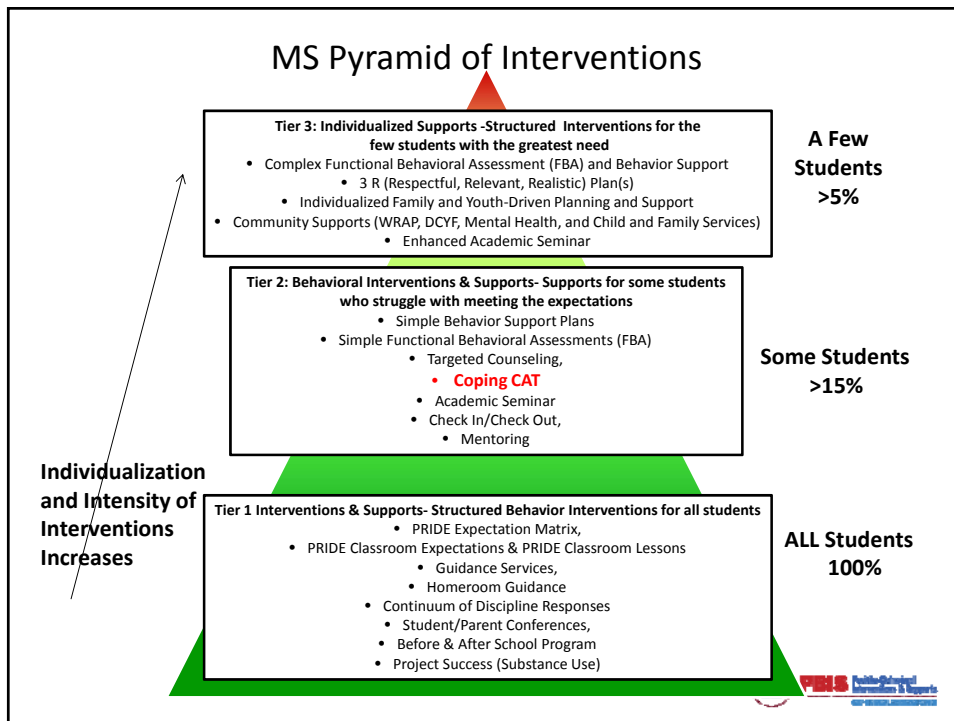 MS Pyramid of Interventions
Tier 3: Individualized Supports -Structured Interventions for the
few students with the greatest need
• Complex Functional Behavioral Assessment (FBA) and Behavior Support
• 3 R (Respectful, Relevant, Realistic) Plan(s)
• Individualized Family and Youth-Driven Planning and Support
• Community Supports (WRAP, DCYF, Mental Health, and Child and Family Services)
• Enhanced Academic Seminar
A Few
Students
>5%
Tier 2: Behavioral Interventions & Supports- Supports for some students
who struggle with meeting the expectations
• Simple Behavior Support Plans
• Simple Functional Behavioral Assessments (FBA)
• Targeted Counseling,
• Coping CAT
• Academic Seminar
• Check In/Check Out,
• Mentoring
Some Students
>15%
Individualization
and Intensity of
Interventions
Increases
Tier 1 Interventions & Supports- Structured Behavior Interventions for all students
• PRIDE Expectation Matrix,
• PRIDE Classroom Expectations & PRIDE Classroom Lessons
• Guidance Services,
• Homeroom Guidance
• Continuum of Discipline Responses
• Student/Parent Conferences,
• Before & After School Program
• Project Success (Substance Use)
ALL Students
100%
PBIS
Positive Behavioral
Interventions & Supports